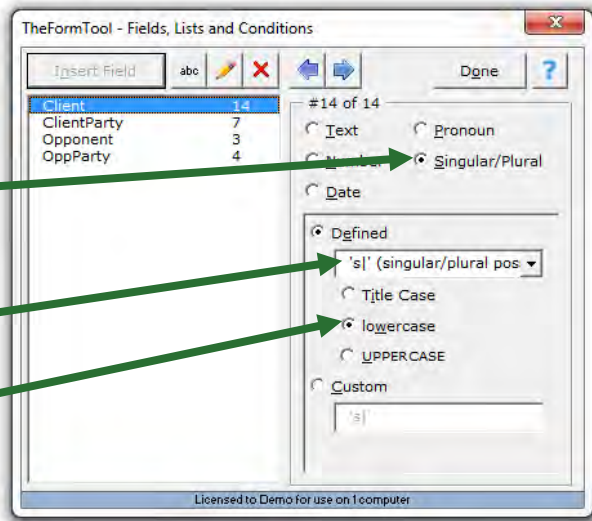 TheFormTool - Fields, Lists and Conditions
Insert Field abc Done ?
Client 14
ClientParty 7
Opponent 3
OppParty 4
#14 of 14
Text Pronoun
Singular/Plural
Date
Defined
's|' (singular/plural pos
Title Case
lowercase
UPPERCASE
Custom
's|'
Licensed to Demo for use on 1 computer